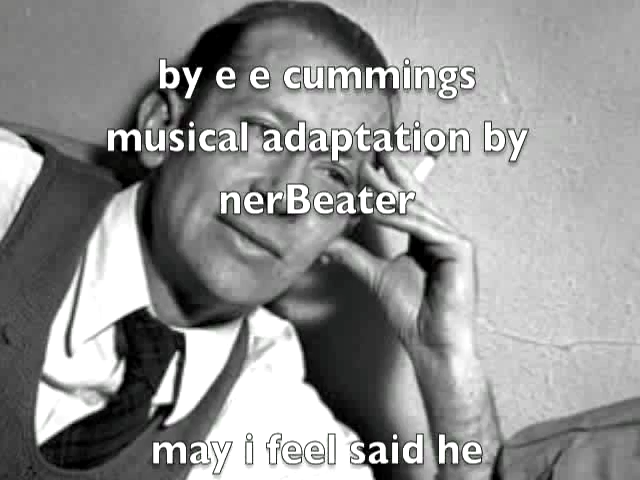 by e e cummings
musical adaptation by
nerBeater
may i feel said he